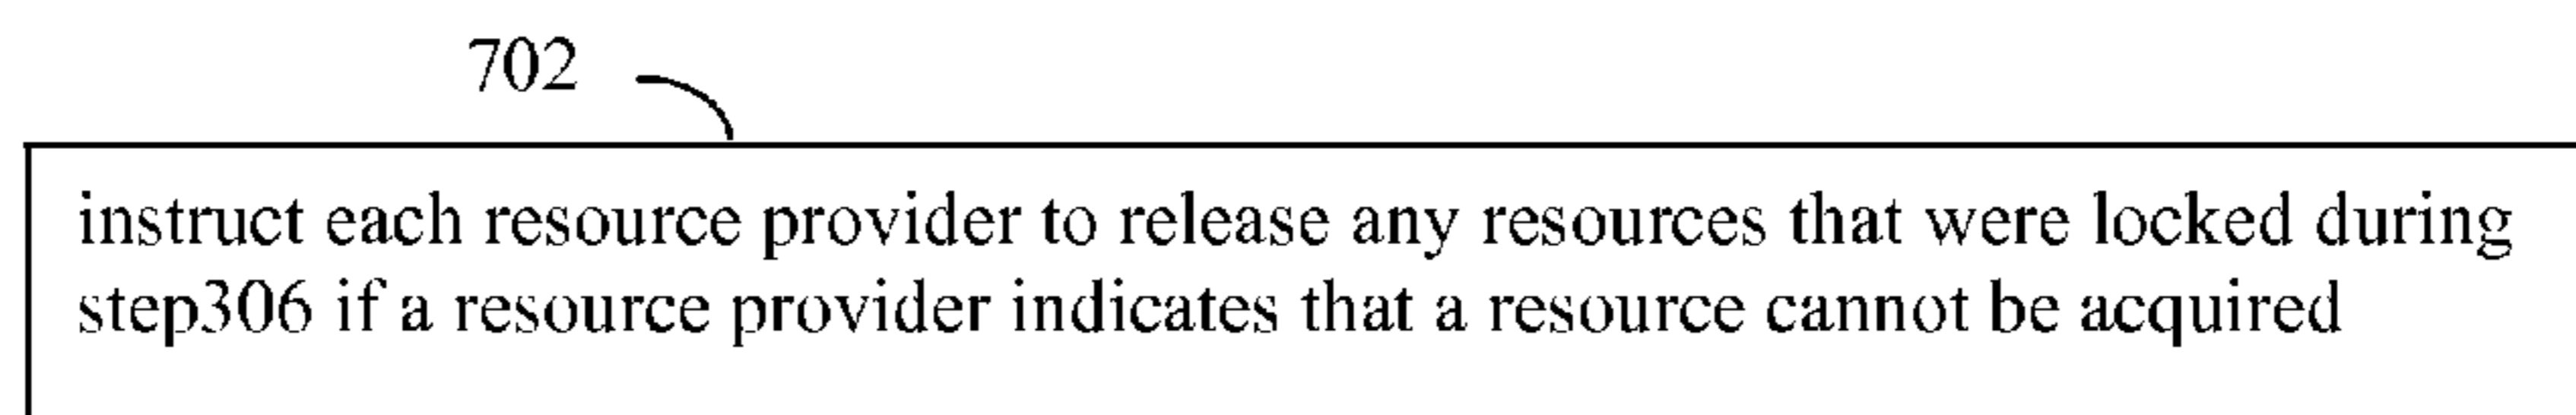 702
instruct each resource provider to release any resources that were locked during
step306 if a resource provider indicates that a resource cannot be acquired